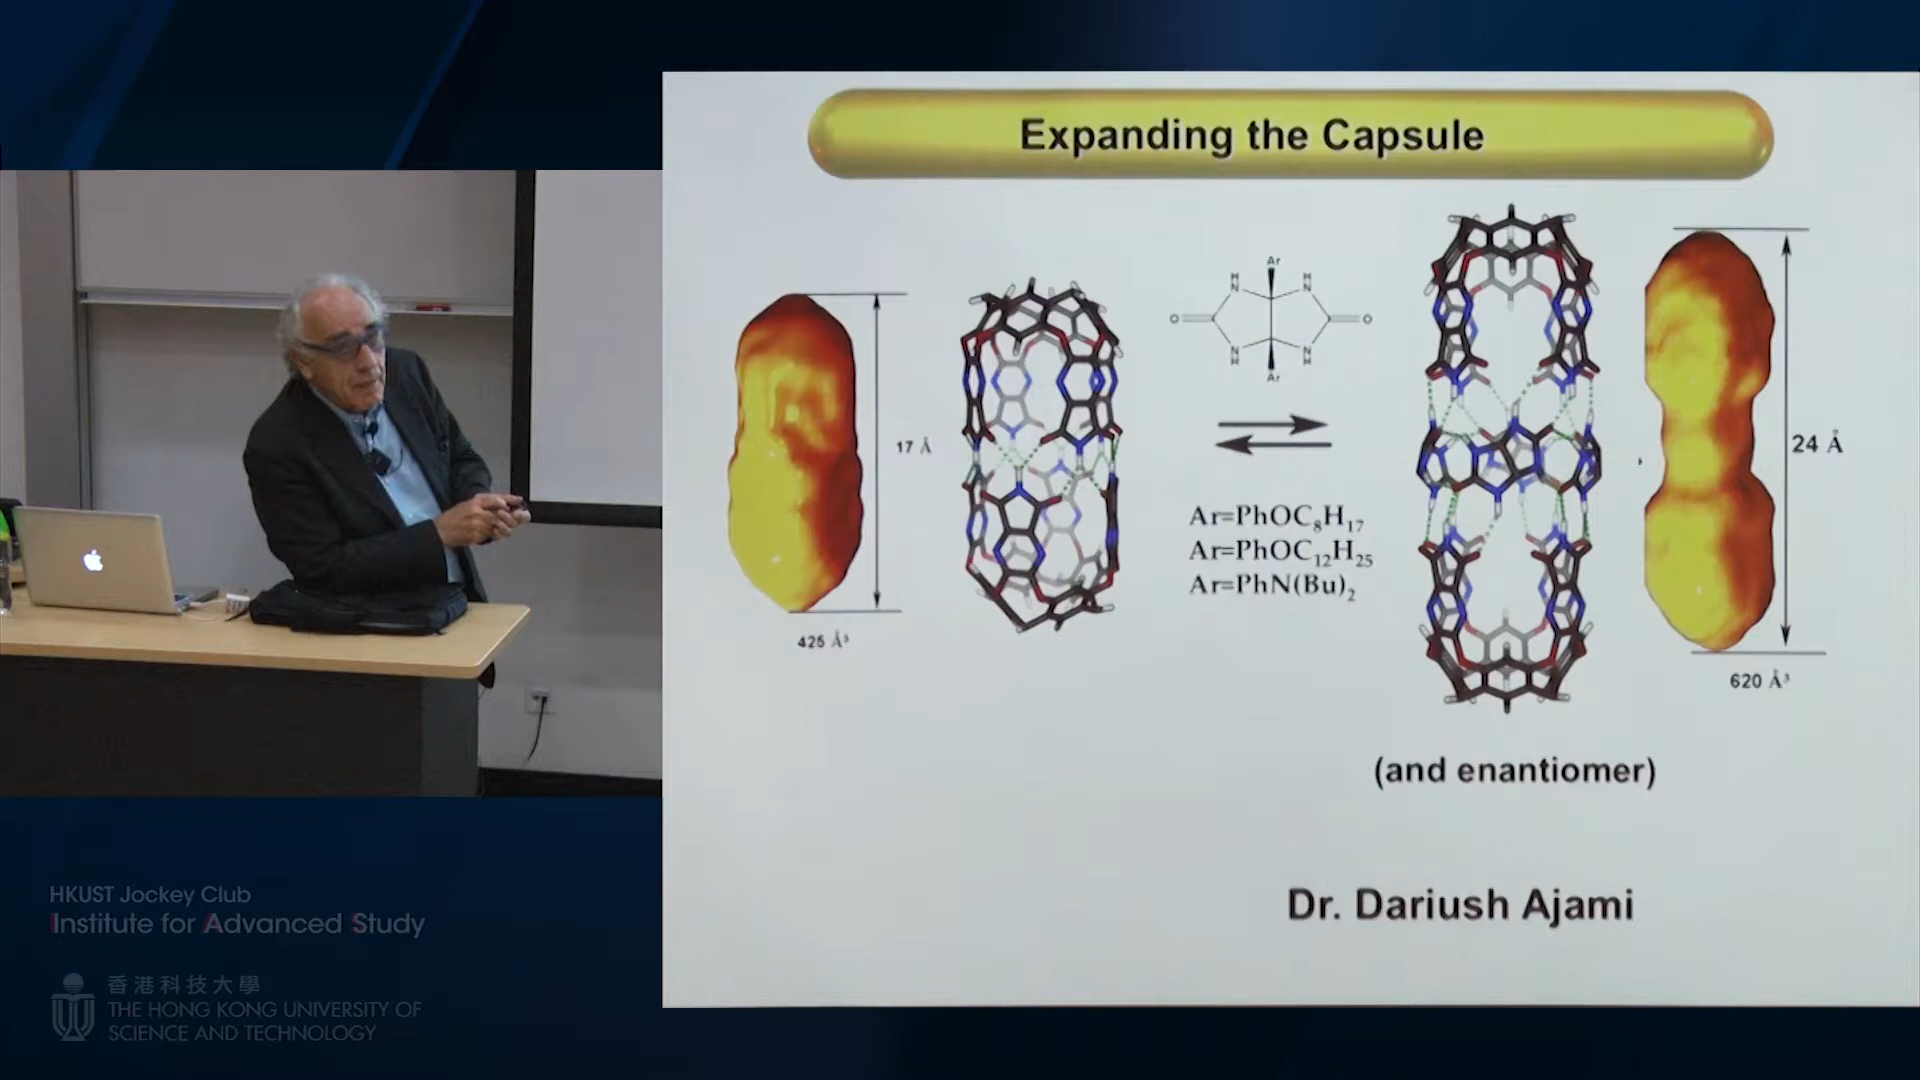 Expanding the Capsule
17 Å
425 Å³
Ar
H
N
H
N
O
O
N
H
N
H
Ar
Ar=PhOC₈H₁₇
Ar=PhOC₁₂H₂₅
Ar=PhN(Bu)₂
24 Å
620 Å³
(and enantiomer)
Dr. Dariush Ajami
HKUST Jockey Club
Institute for Advanced Study
香港科技大學
THE HONG KONG UNIVERSITY OF
SCIENCE AND TECHNOLOGY